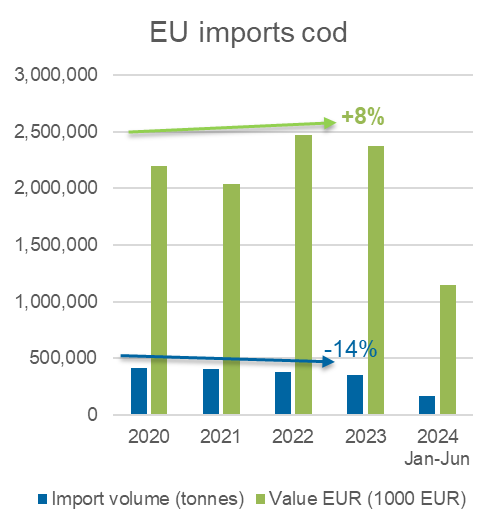 EU imports cod
3,000,000
+8%
2,500,000
2,000,000
1,500,000
1,000,000
-14%
500,000
0
2020 2021 2022 2023 2024
Jan-Jun
Import volume (tonnes) Value EUR (1000 EUR)